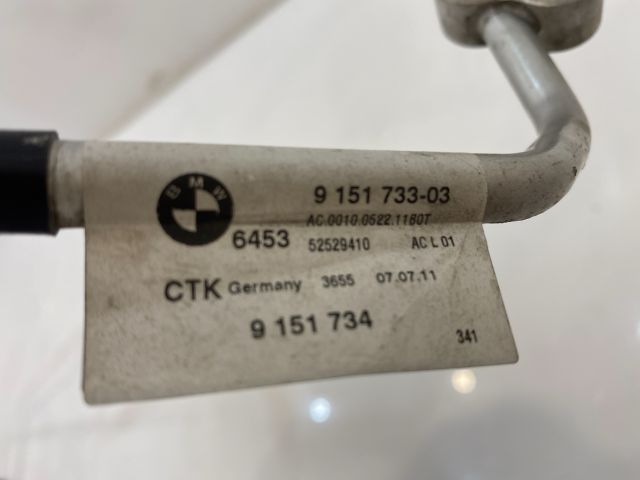 BMW
9 151 733-03
AC.0010.0522.1180T
6453 52529410 AC L 01
CTK Germany 3655 07.07.11
9 151 734
341